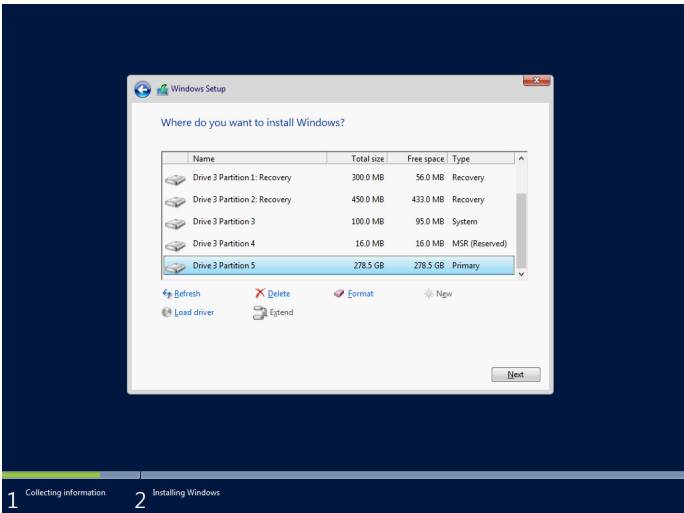 Windows Setup
Where do you want to install Windows?
Name Total size Free space Type
Drive 3 Partition 1: Recovery 300.0 MB 56.0 MB Recovery
Drive 3 Partition 2: Recovery 450.0 MB 433.0 MB Recovery
Drive 3 Partition 3 100.0 MB 95.0 MB System
Drive 3 Partition 4 16.0 MB 16.0 MB MSR (Reserved)
Drive 3 Partition 5 278.5 GB 278.5 GB Primary
Refresh Delete Format New
Load driver Extend
Next
1 Collecting information 2 Installing Windows